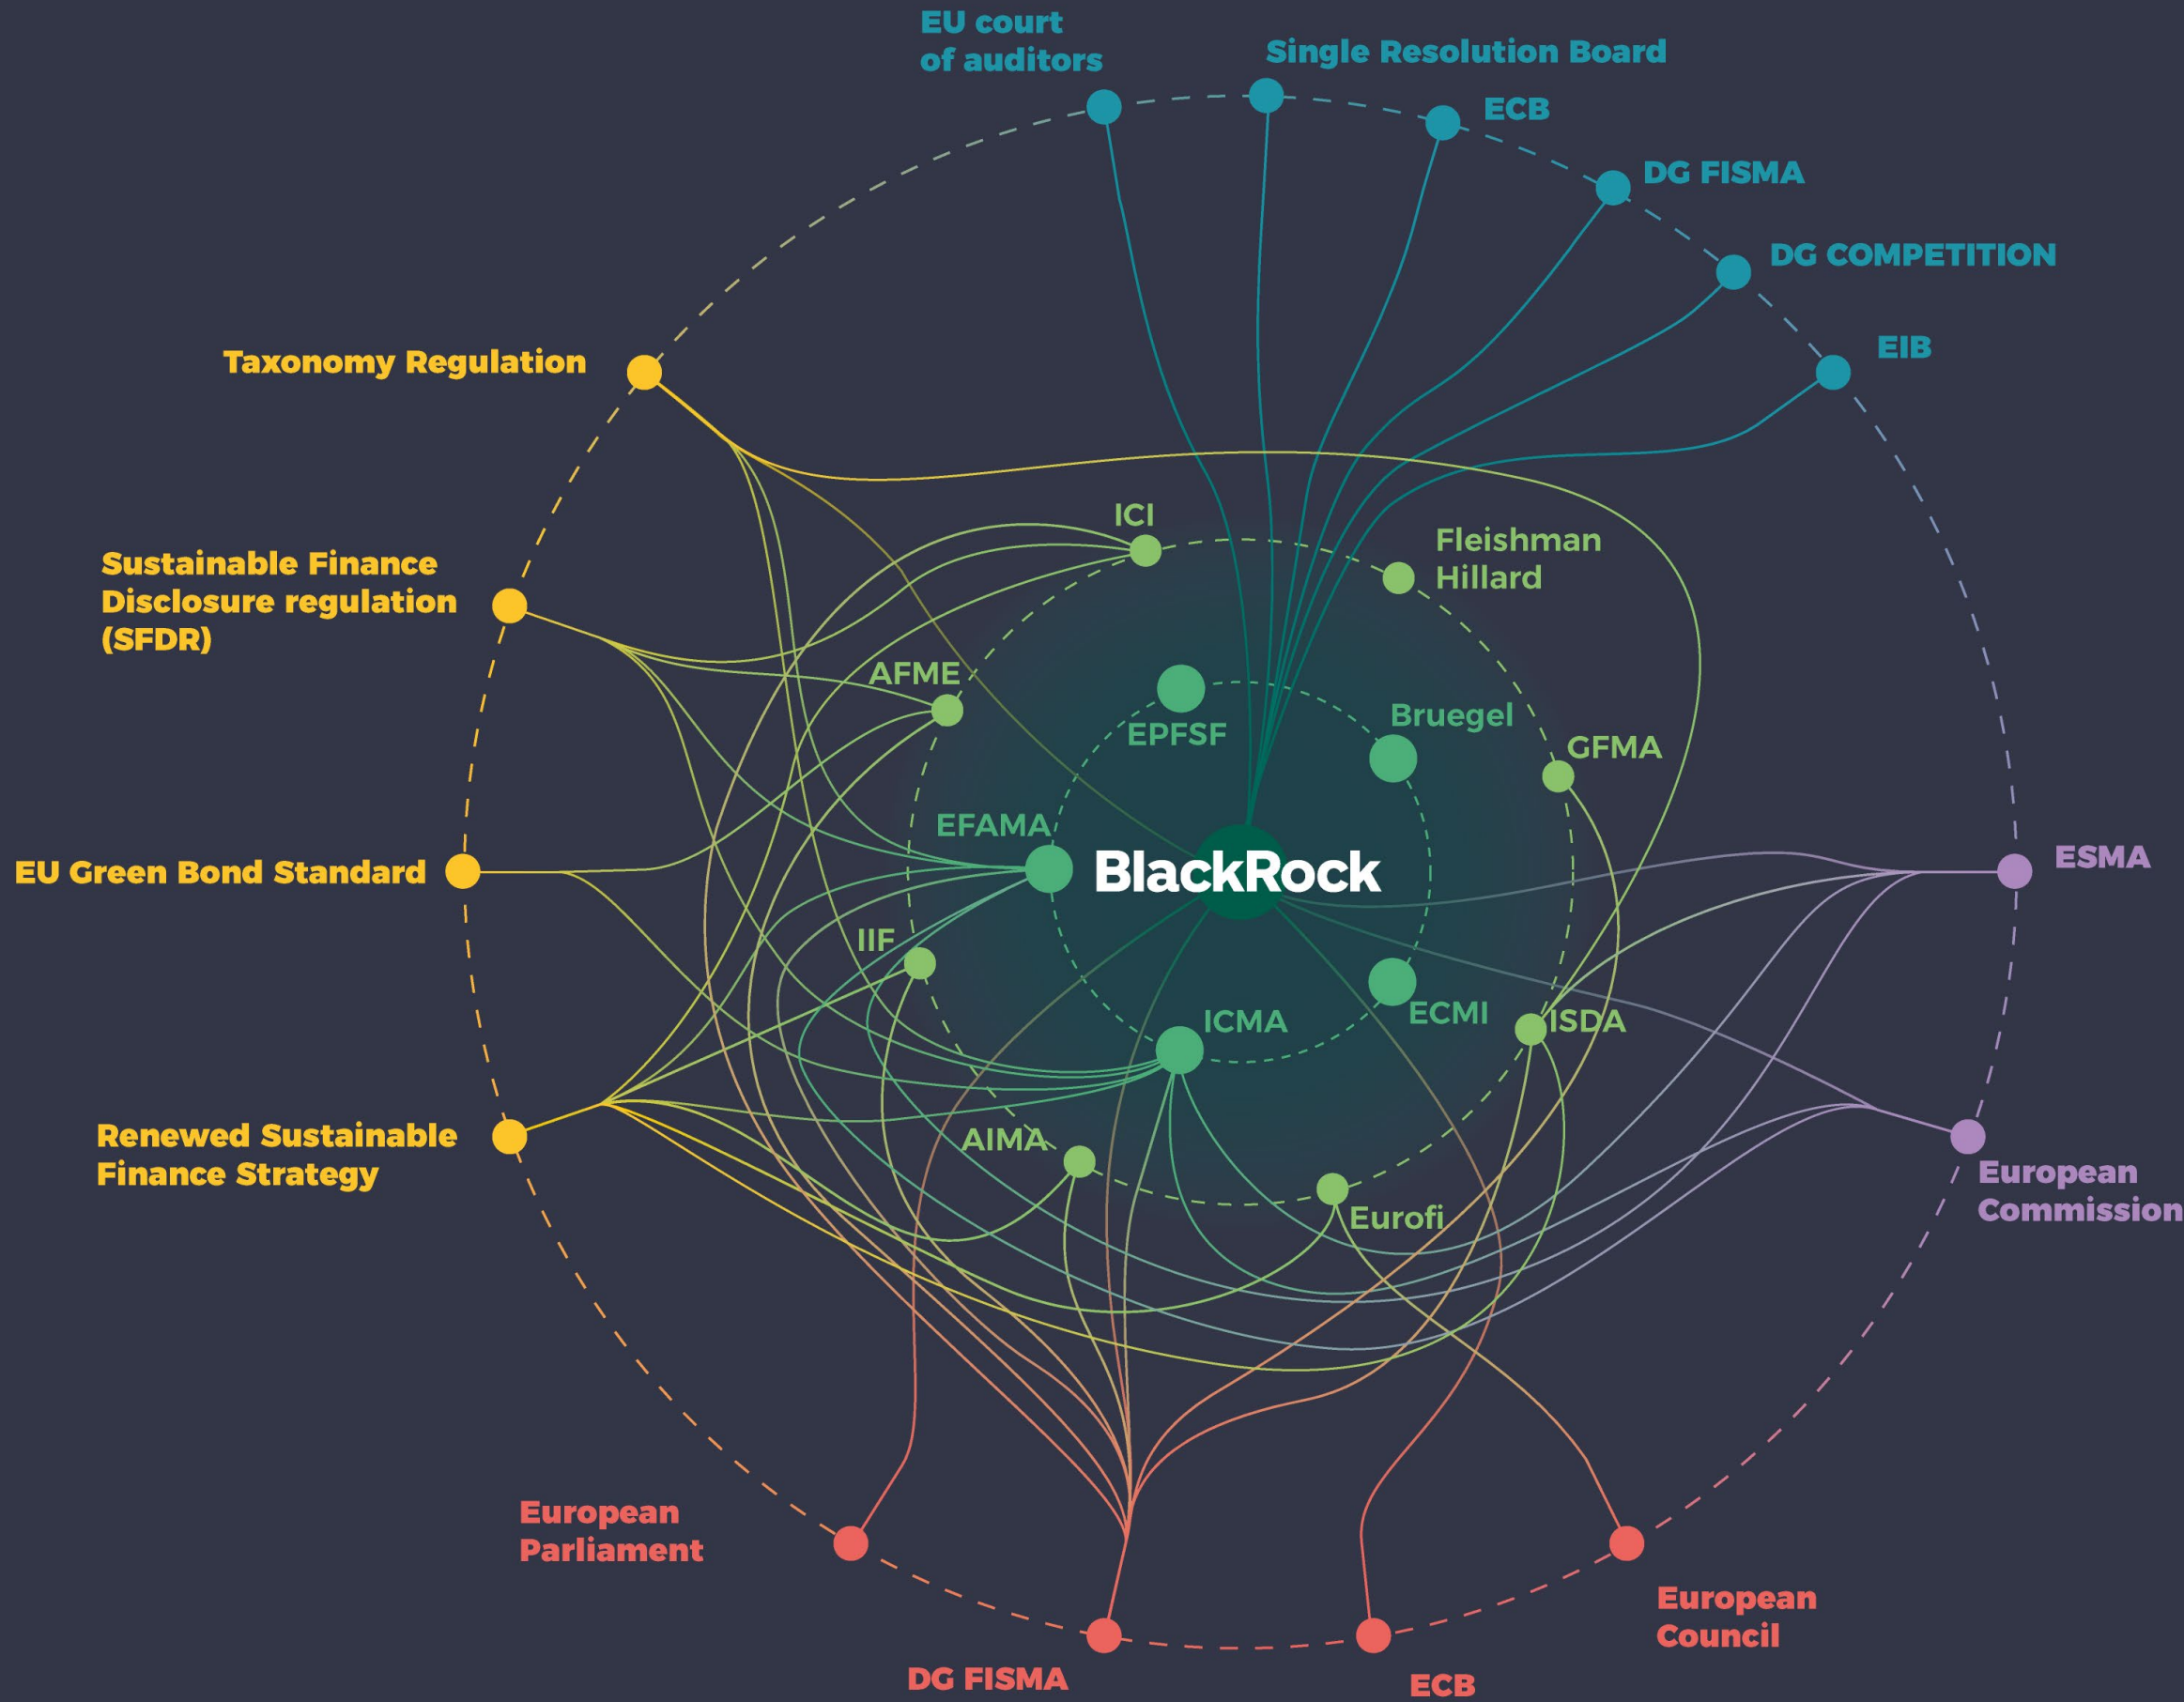 EU court
of auditors
Single Resolution Board
ECB
DG FISMA
DG COMPETITION
EIB
Taxonomy Regulation
ICI
Fleishman
Hillard
Sustainable Finance
Disclosure regulation
(SFDR)
AFME
EPFSF
Bruegel
GFMA
EFAMA
BlackRock
EU Green Bond Standard
ESMA
IIF
ICMA
ECMI
ISDA
Renewed Sustainable
Finance Strategy
AIMA
Eurofi
European
Commission
European
Parliament
European
Council
DG FISMA
ECB